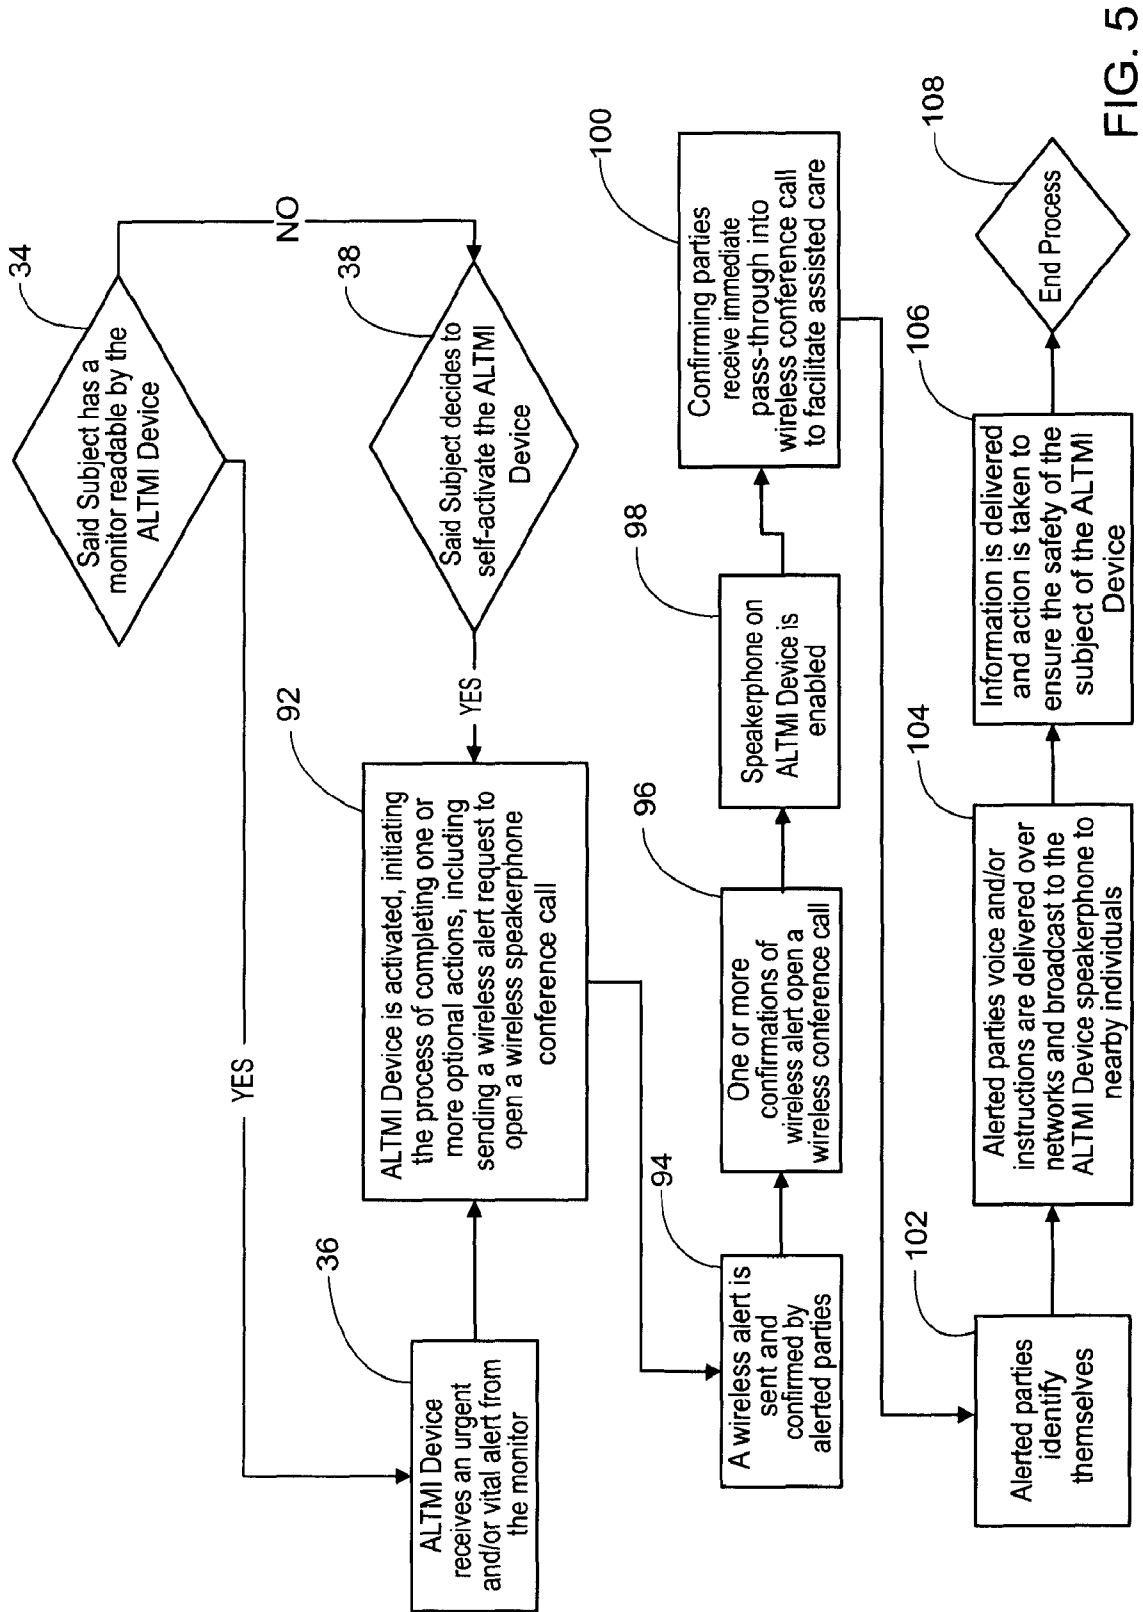 34
Said Subject has a
monitor readable by the
ALTMI Device
NO
YES
38
Said Subject decides to
self-activate the ALTMI
Device
YES
36
ALTMI Device
receives an urgent
and/or vital alert from
the monitor
92
ALTMI Device is activated, initiating
the process of completing one or
more optional actions, including
sending a wireless alert request to
open a wireless speakerphone
conference call
94
A wireless alert is
sent and
confirmed by
alerted parties
96
One or more
confirmations of
wireless alert open a
wireless conference call
98
Speakerphone on
ALTMI Device is
enabled
100
Confirming parties
receive immediate
pass-through into
wireless conference call
to facilitate assisted care
102
Alerted parties
identify
themselves
104
Alerted parties voice and/or
instructions are delivered over
networks and broadcast to the
ALTMI Device speakerphone to
nearby individuals
106
Information is delivered
and action is taken to
ensure the safety of the
subject of the ALTMI
Device
108
End Process
FIG. 5